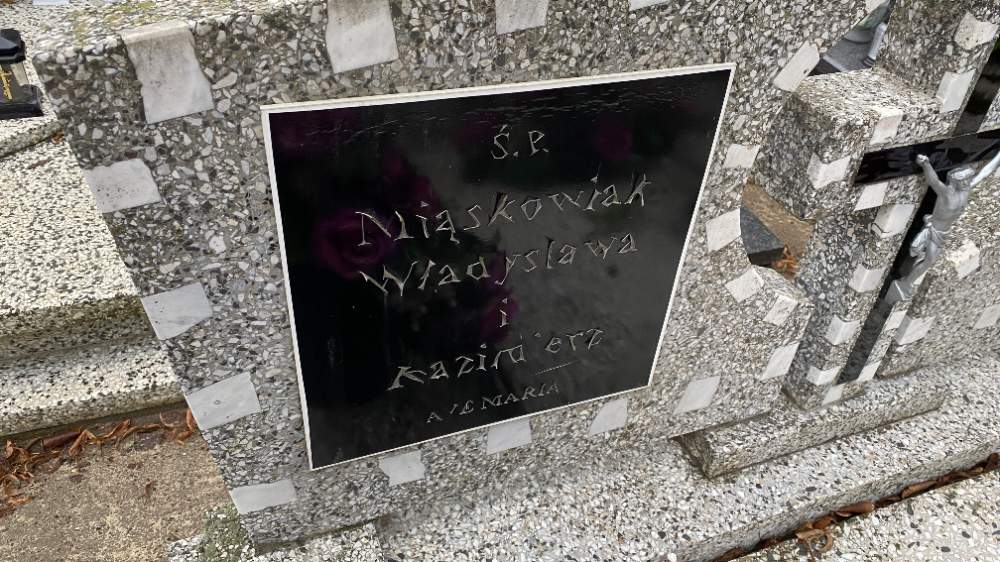 Ś.P.
Miąskowiak
Władysława
i
Kazimierz
AVE MARIA